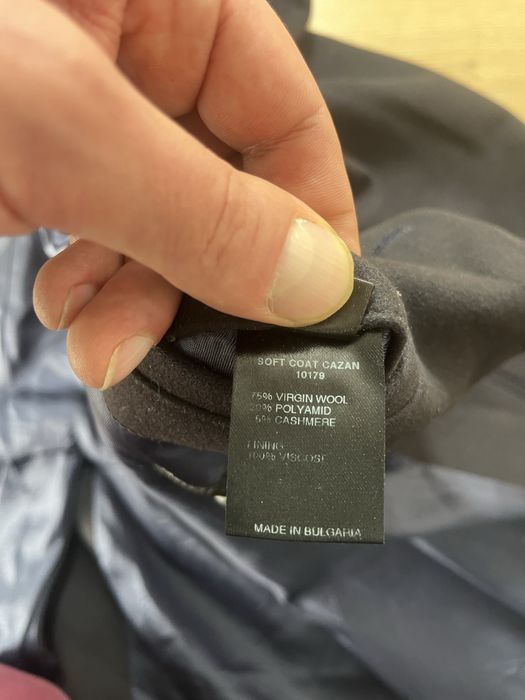 SOFT COAT CAZAN
10179
75% VIRGIN WOOL
20% POLYAMID
5% CASHMERE
LINING
100% VISCOSE
MADE IN BULGARIA